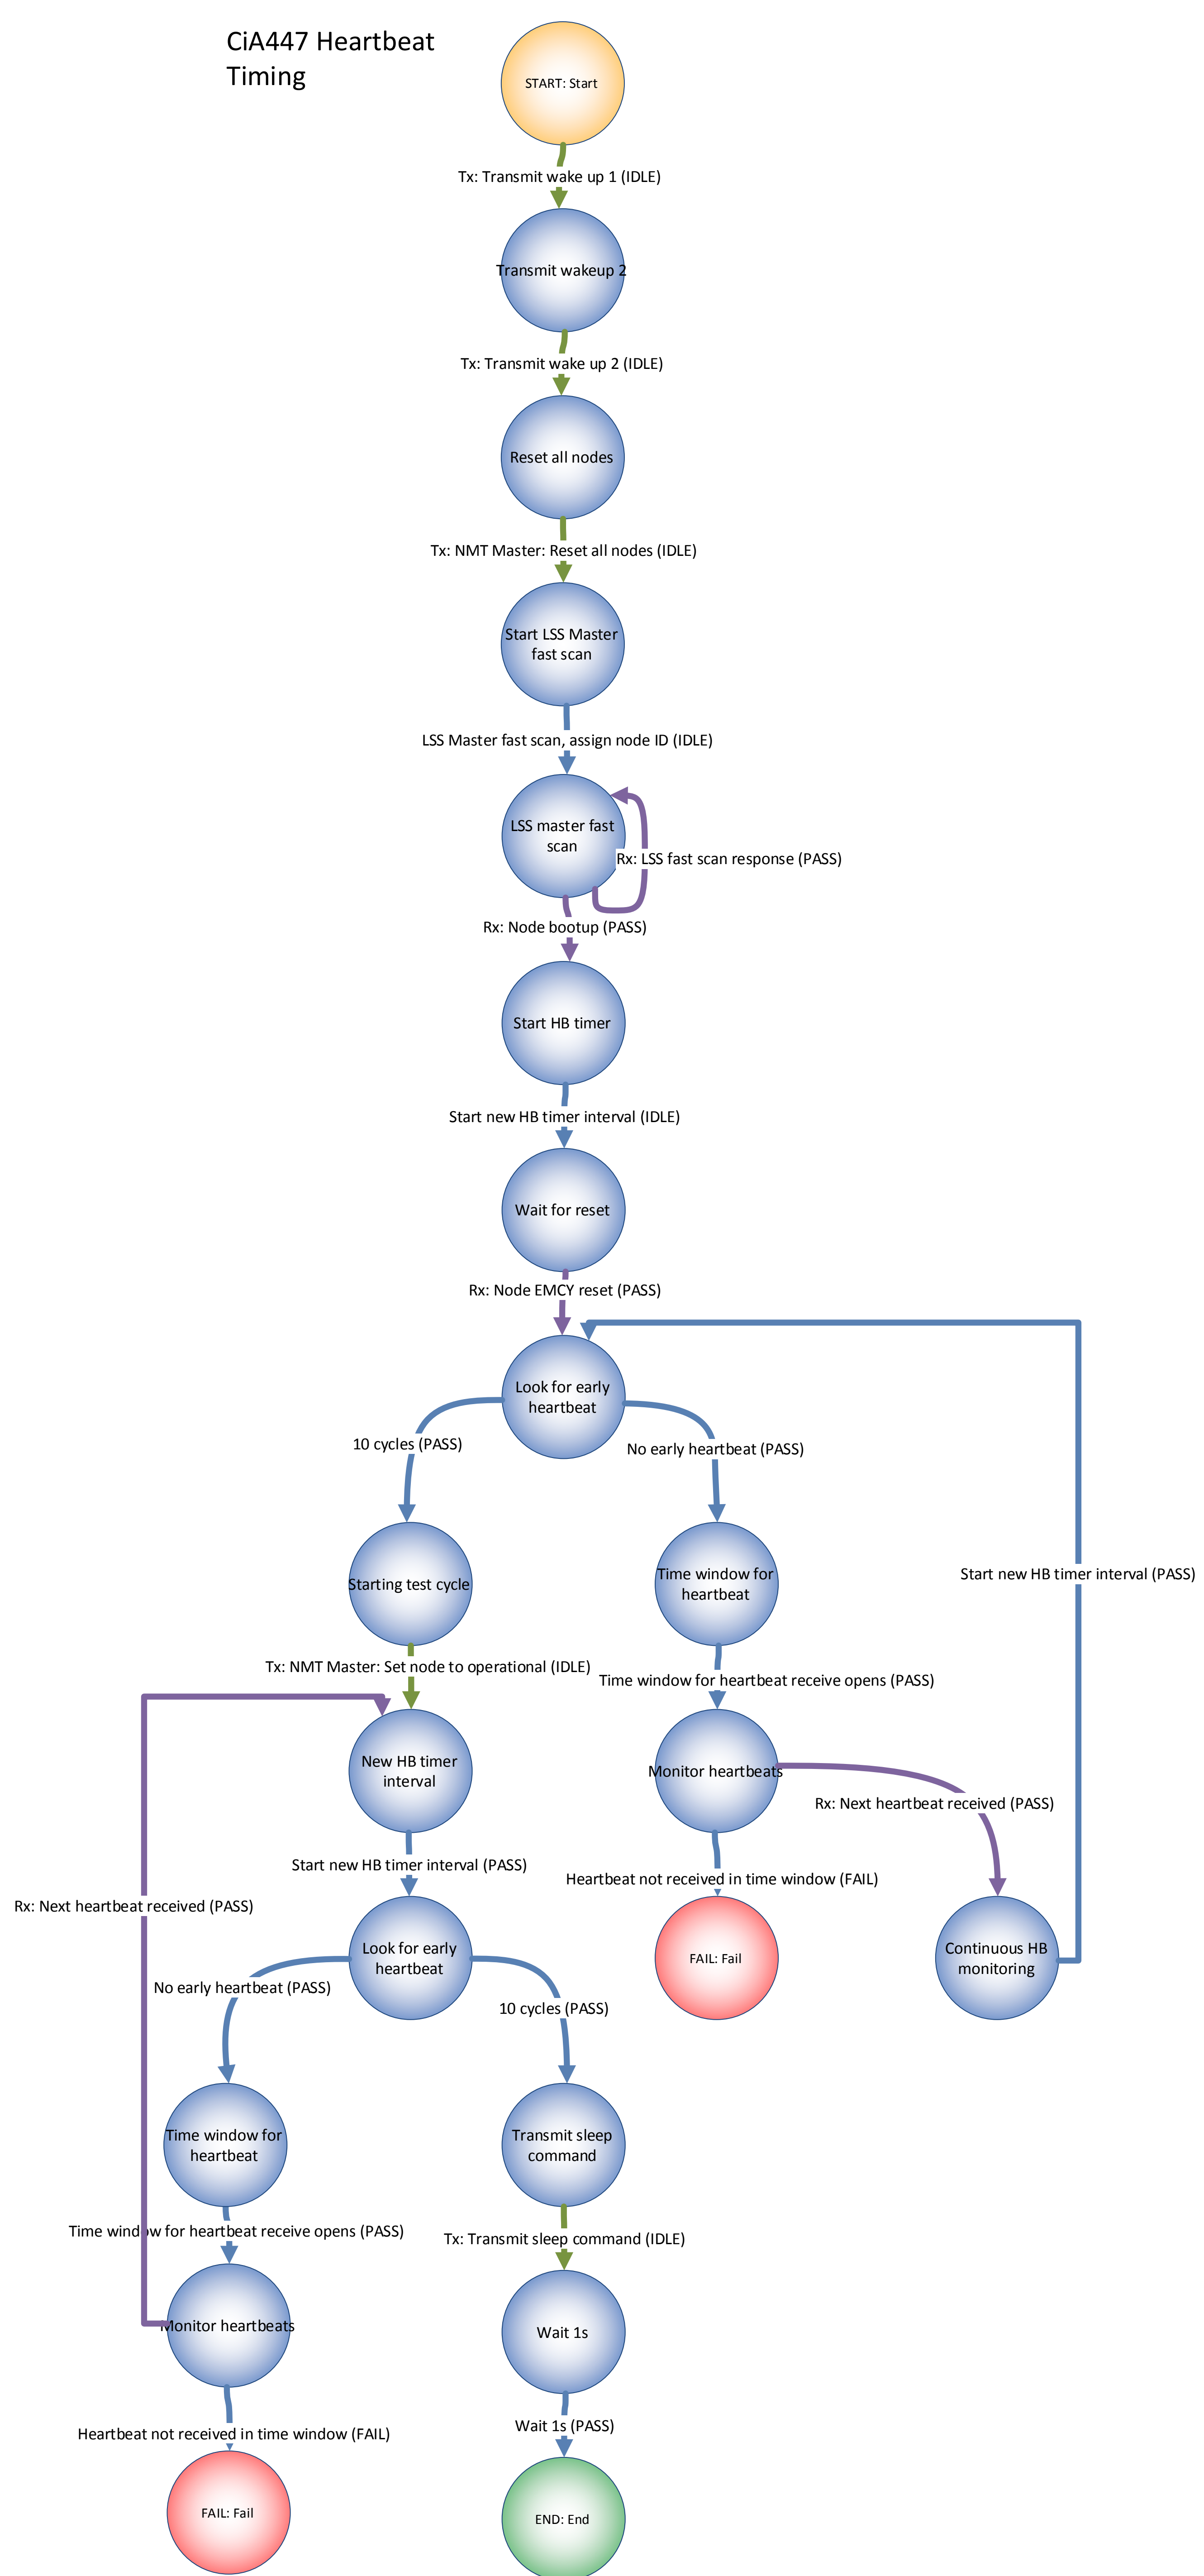 CiA447 Heartbeat
Timing
START: Start
Tx: Transmit wake up 1 (IDLE)
Transmit wakeup 2
Tx: Transmit wake up 2 (IDLE)
Reset all nodes
Tx: NMT Master: Reset all nodes (IDLE)
Start LSS Master
fast scan
LSS Master fast scan, assign node ID (IDLE)
LSS master fast
scan
Rx: LSS fast scan response (PASS)
Rx: Node bootup (PASS)
Start HB timer
Start new HB timer interval (IDLE)
Wait for reset
Rx: Node EMCY reset (PASS)
Look for early
heartbeat
10 cycles (PASS)
No early heartbeat (PASS)
Starting test cycle
Time window for
heartbeat
Start new HB timer interval (PASS)
Tx: NMT Master: Set node to operational (IDLE)
Time window for heartbeat receive opens (PASS)
New HB timer
interval
Monitor heartbeats
Rx: Next heartbeat received (PASS)
Start new HB timer interval (PASS)
Heartbeat not received in time window (FAIL)
Rx: Next heartbeat received (PASS)
Look for early
heartbeat
FAIL: Fail
Continuous HB
monitoring
No early heartbeat (PASS)
10 cycles (PASS)
Time window for
heartbeat
Transmit sleep
command
Time window for heartbeat receive opens (PASS)
Tx: Transmit sleep command (IDLE)
Monitor heartbeats
Wait 1s
Heartbeat not received in time window (FAIL)
Wait 1s (PASS)
FAIL: Fail
END: End